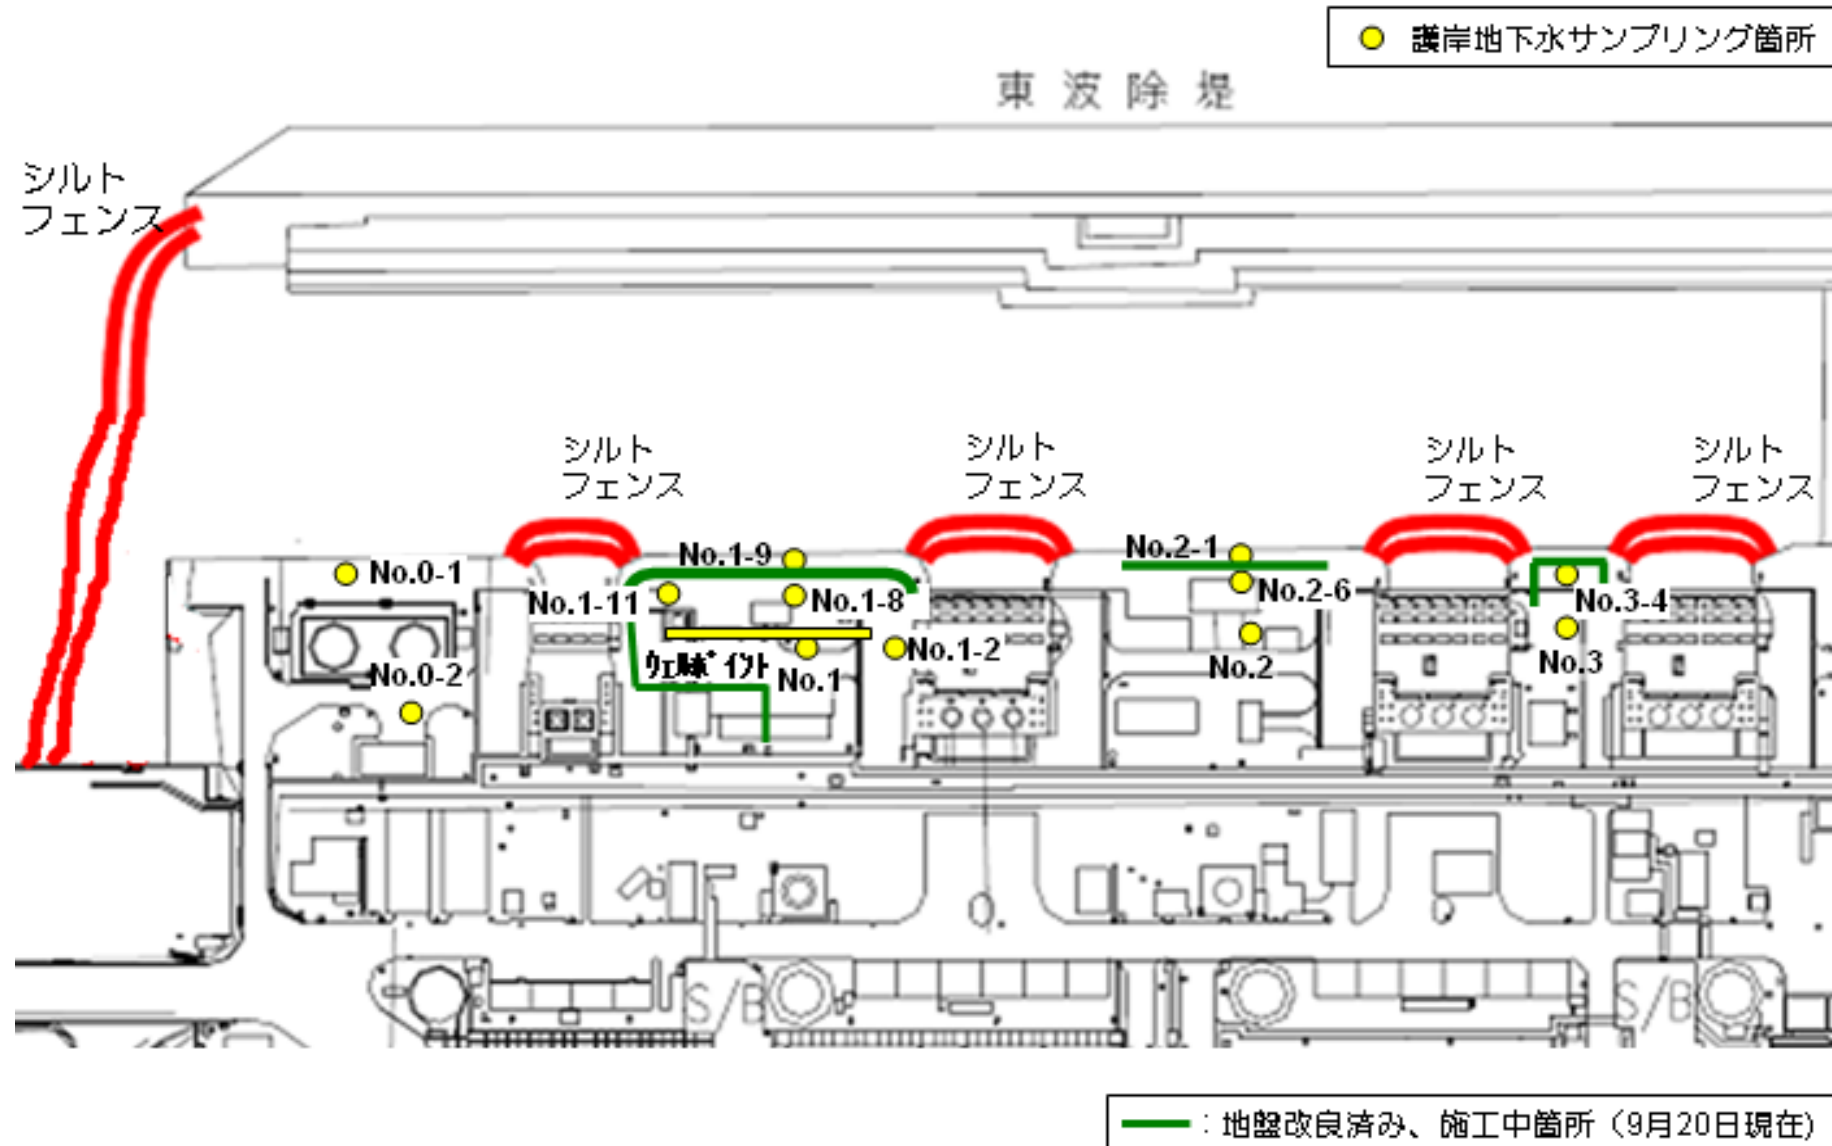 護岸地下水サンプリング箇所
東波除堤
シルト
フェンス
シルト
フェンス
シルト
フェンス
シルト
フェンス
シルト
フェンス
No.0-1
No.1-9
No.2-1
No.1-11
No.1-8
No.2-6
No.3-4
No.0-2
ウェルポイント
No.1
No.1-2
No.2
No.3
S/B
S/B
：地盤改良済み、施工中箇所（9月20日現在）